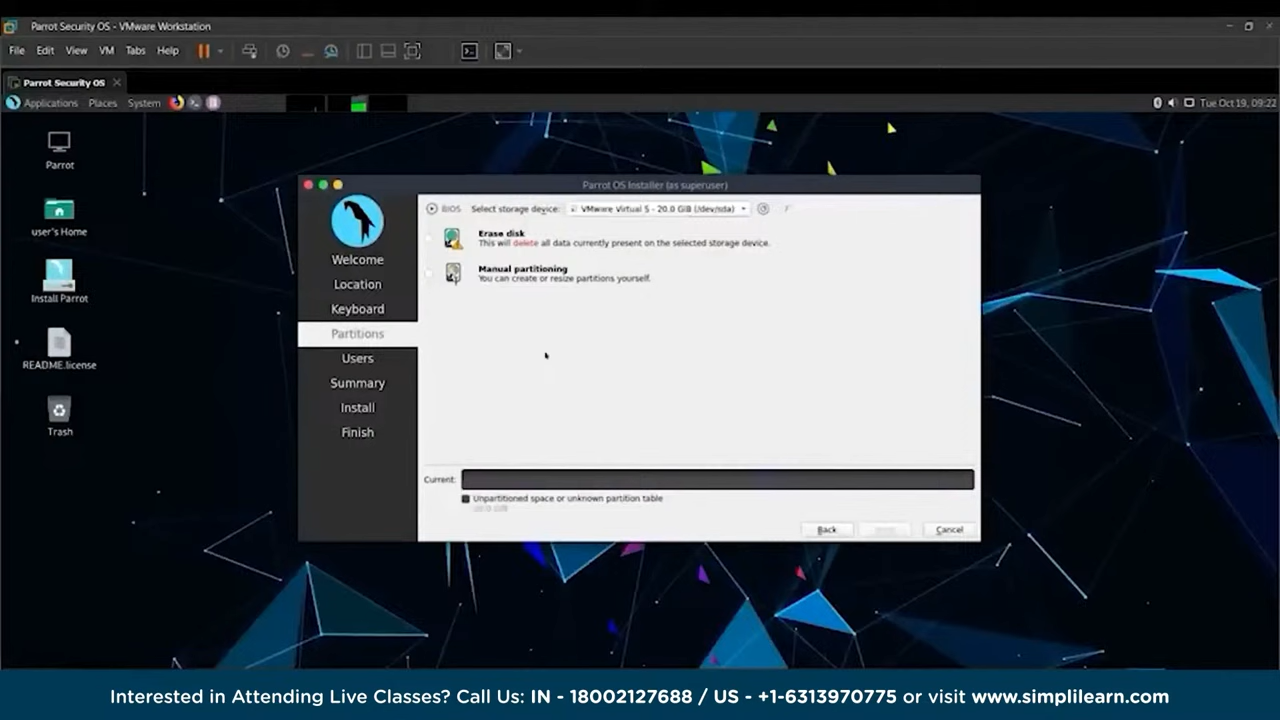 Parrot Security OS - VMware Workstation
File Edit View VM Tabs Help
Parrot Security OS
Applications Places System Tue Oct 19, 09:22
Parrot
user's Home
Install Parrot
README.license
Trash
Parrot OS Installer (as superuser)
Welcome
Location
Keyboard
Partitions
Users
Summary
Install
Finish
BIOS Select storage device: VMware Virtual S - 20.0 GiB (/dev/sda)
Erase disk
This will delete all data currently present on the selected storage device.
Manual partitioning
You can create or resize partitions yourself.
Current:
Unpartitioned space or unknown partition table
Back Cancel
Interested in Attending Live Classes? Call Us: IN - 18002127688 / US - +1-6313970775 or visit www.simplilearn.com